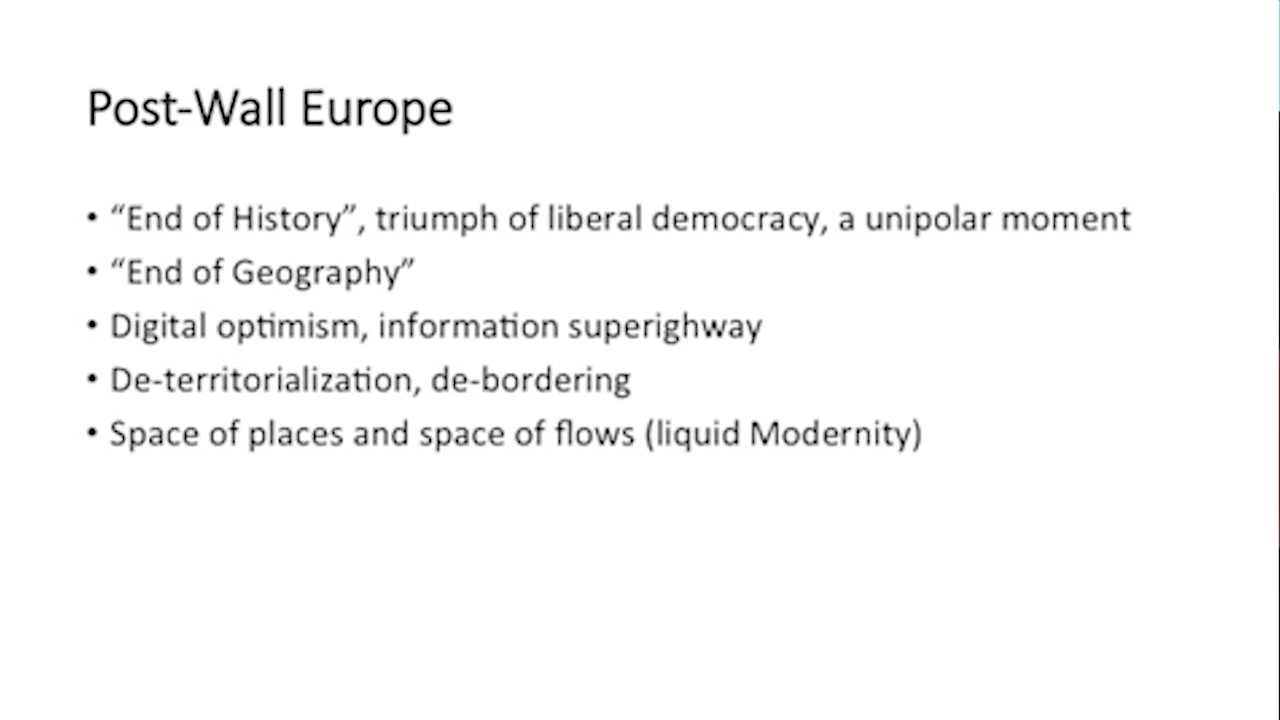 Post-Wall Europe
• “End of History”, triumph of liberal democracy, a unipolar moment
• “End of Geography”
• Digital optimism, information superighway
• De-territorialization, de-bordering
• Space of places and space of flows (liquid Modernity)